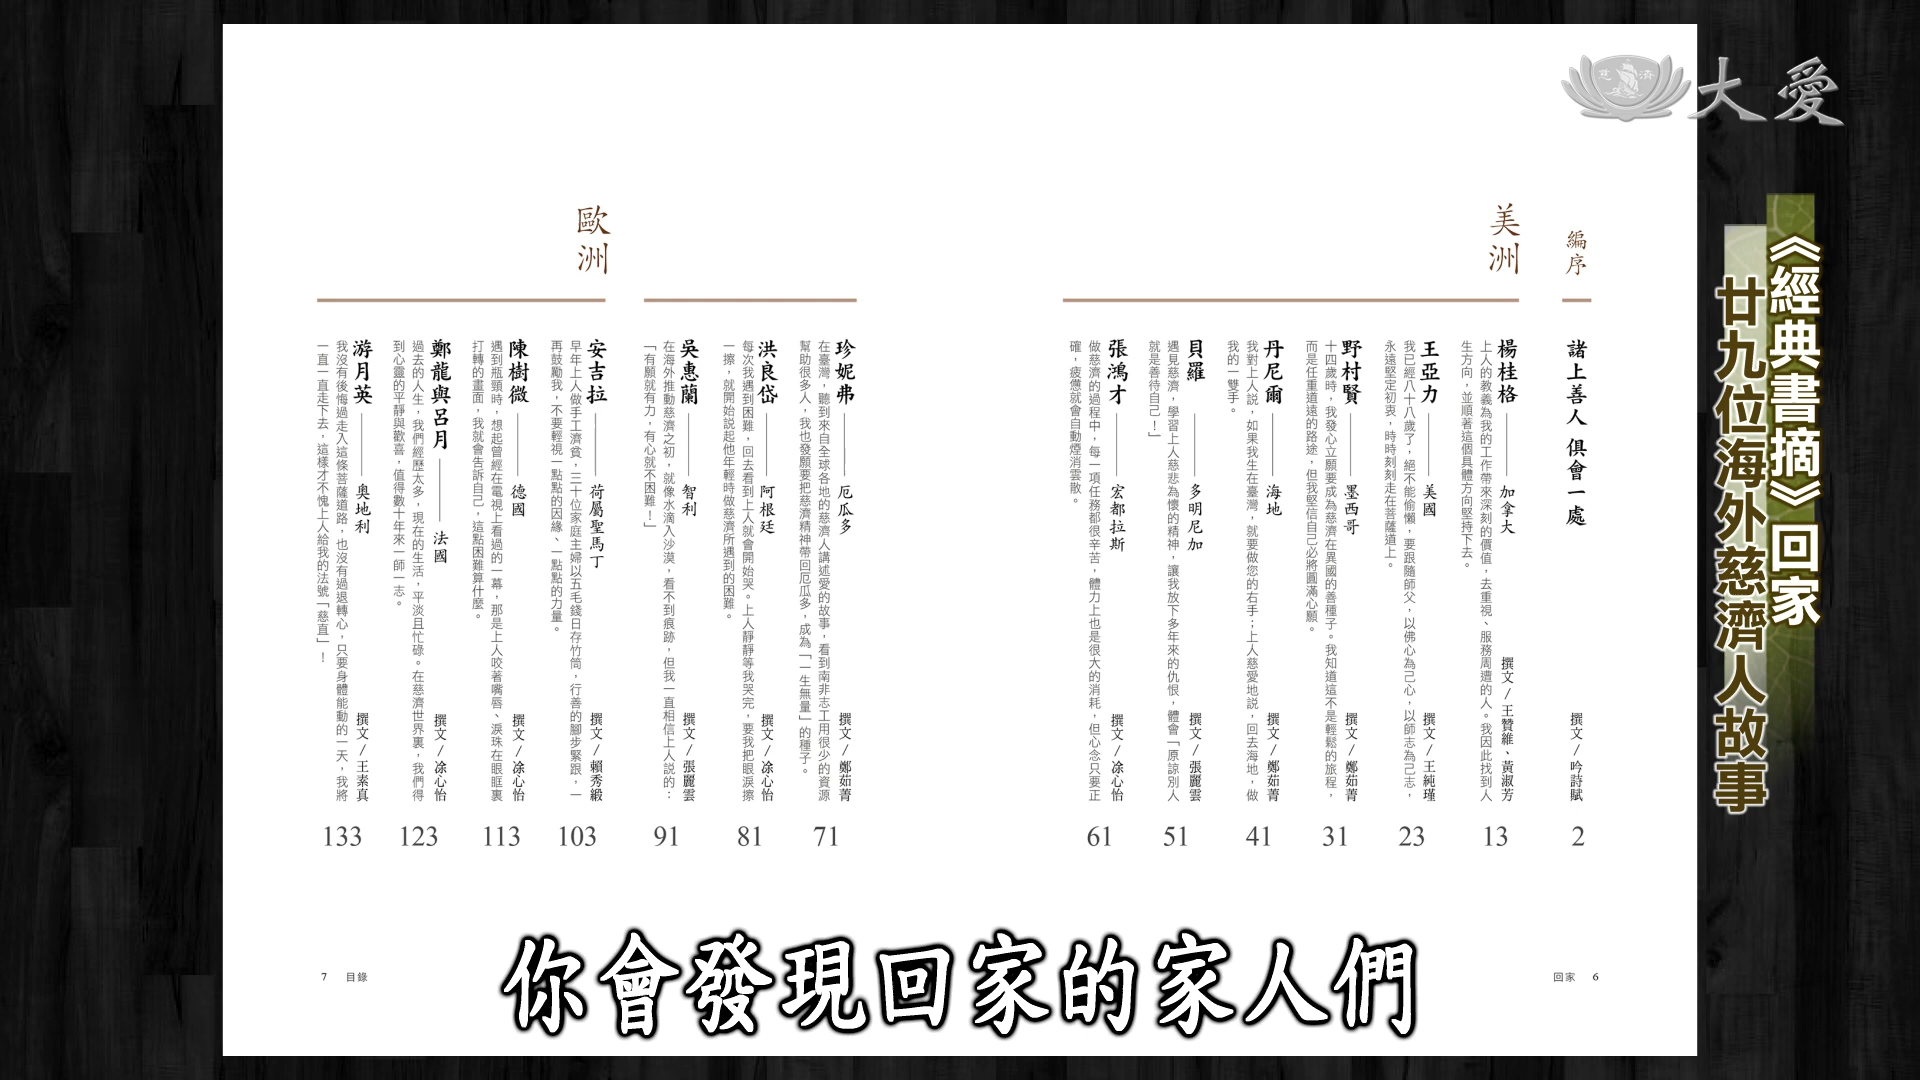 大愛
慈濟
《經典書摘》回家
廿九位海外慈濟人故事
編序
諸上善人 俱會一處
撰文/吟詩賦
2
美洲
楊桂格——加拿大
撰文/王贊維、黃淑芳
上人的教義為我的工作帶來深刻的價值,去重視、服務周遭的人。我因此找到人
生方向,並順著這個具體方向堅持下去。
13
王亞力——美國
撰文/王純瑾
我已經八十八歲了,絕不能偷懶,要跟隨師父,以佛心為己心,以師志為己志,
永遠堅定初衷,時時刻刻走在菩薩道上。
23
野村賢——墨西哥
撰文/鄭茹菁
十四歲時,我發心立願要成為慈濟在異國的善種子。我知道這不是輕鬆的旅程,
而是任重道遠的路途,但我堅信自己必將圓滿心願。
31
丹尼爾——海地
撰文/鄭茹菁
我對上人說,如果我生在臺灣,就要做您的右手;上人慈愛地說,回去海地,做
我的一雙手。
41
貝羅——多明尼加
撰文/張麗雲
遇見慈濟,學習上人慈悲為懷的精神,讓我放下多年來的仇恨,體會「原諒別人
就是善待自己!」
51
張鴻才——宏都拉斯
撰文/凃心怡
做慈濟的過程中,每一項任務都很辛苦,體力上也是很大的消耗,但心念只要正
確,疲憊就會自動煙消雲散。
61
珍妮弗——厄瓜多
撰文/鄭茹菁
在臺灣,聽到來自全球各地的慈濟人講述愛的故事,看到南非志工用很少的資源
幫助很多人,我也發願要把慈濟精神帶回厄瓜多,成為「一生無量」的種子。
71
洪良岱——阿根廷
撰文/凃心怡
每次我遇到困難,回去看到上人就會開始哭。上人靜靜等我哭完,要我把眼淚擦
一擦,就開始說起他年輕時做慈濟所遇到的困難。
81
吳惠蘭——智利
撰文/張麗雲
在海外推動慈濟之初,就像水滴入沙漠,看不到痕跡,但我一直相信上人說的:
「有願就有力,有心就不困難!」
91
歐洲
安吉拉——荷屬聖馬丁
撰文/賴秀緞
早年上人做手工濟貧,三十位家庭主婦以五毛錢日存竹筒,行善的腳步緊跟,一
再鼓勵我,不要輕視一點點的因緣、一點點的力量。
103
陳樹微——德國
撰文/凃心怡
遇到瓶頸時,想起曾經在電視上看過的一幕,那是上人咬著嘴唇、淚珠在眼眶裏
打轉的畫面,我就會告訴自己,這點困難算什麼。
113
鄭龍與呂月——法國
撰文/凃心怡
過去的人生,我們經歷太多,現在的生活,平淡且忙碌。在慈濟世界裏,我們得
到心靈的平靜與歡喜,值得數十年來一師一志。
123
游月英——奧地利
撰文/王素真
我沒有後悔過走入這條菩薩道路,也沒有過退轉心,只要身體能動的一天,我將
一直一直走下去,這樣才不愧上人給我的法號「慈直」!
133
回家 6
7 目錄
你會發現回家的家人們